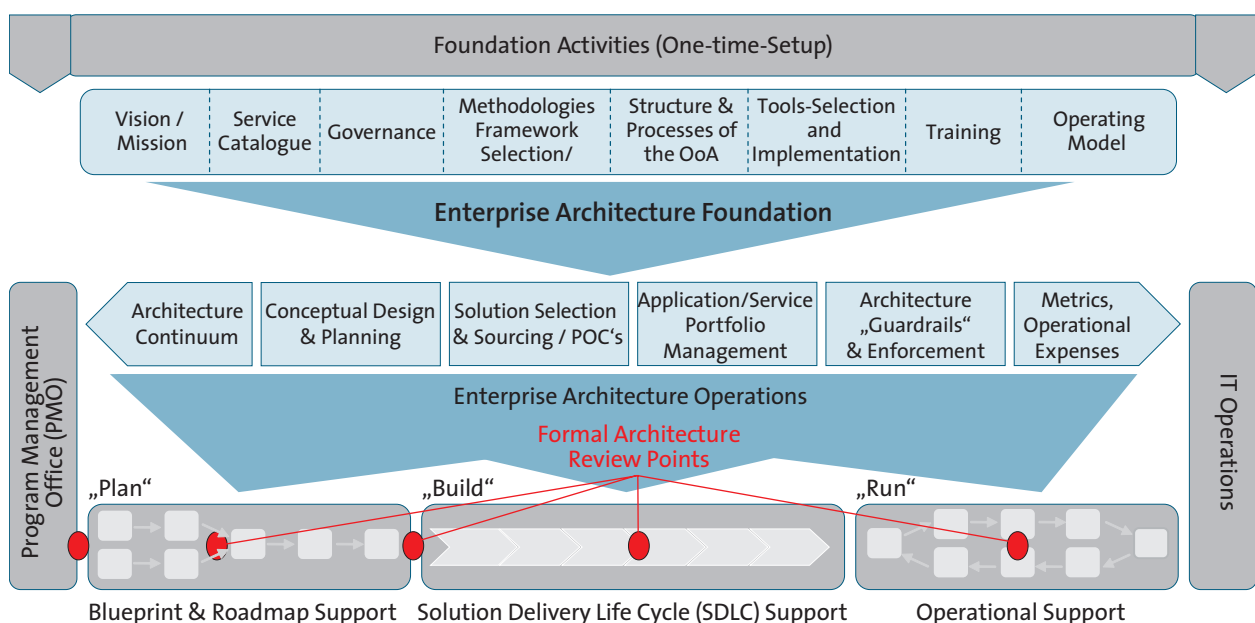 Foundation Activities (One-time-Setup)
Vision /
Mission
Service
Catalogue
Governance
Methodologies
Framework
Selection/
Structure &
Processes of
the OoA
Tools-Selection
and
Implementation
Training
Operating
Model
Enterprise Architecture Foundation
Program Management
Office (PMO)
Architecture
Continuum
Conceptual Design
& Planning
Solution Selection
& Sourcing / POC‘s
Application/Service
Portfolio
Management
Architecture
„Guardrails“
& Enforcement
Metrics,
Operational
Expenses
IT Operations
Enterprise Architecture Operations
Formal Architecture
Review Points
„Plan“
„Build“
„Run“
Blueprint & Roadmap Support
Solution Delivery Life Cycle (SDLC) Support
Operational Support